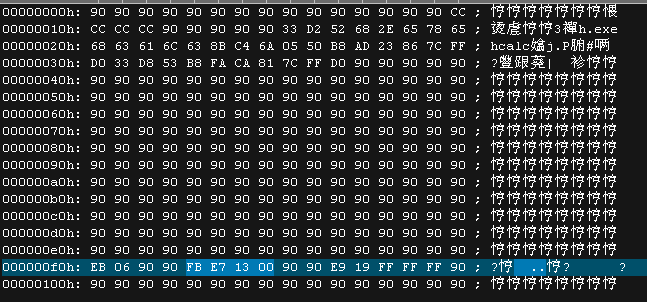 00000000h: 90 90 90 90 90 90 90 90 90 90 90 90 90 90 90 CC ; 悙悙悙悙悙悙悙
00000010h: CC CC CC CC 90 90 90 90 33 D2 52 68 2E 65 78 65 ; 悙悙3 h.exe
00000020h: 68 63 61 6C 63 8B C4 6A 05 50 B8 AD 23 86 7C FF ; hcalc j.P #
00000030h: D0 33 D8 53 B8 FA CA 81 7C FF D0 90 90 90 90 90 ; ? | 悙悙
00000040h: 90 90 90 90 90 90 90 90 90 90 90 90 90 90 90 90 ; 悙悙悙悙悙悙悙悙
00000050h: 90 90 90 90 90 90 90 90 90 90 90 90 90 90 90 90 ; 悙悙悙悙悙悙悙悙
00000060h: 90 90 90 90 90 90 90 90 90 90 90 90 90 90 90 90 ; 悙悙悙悙悙悙悙悙
00000070h: 90 90 90 90 90 90 90 90 90 90 90 90 90 90 90 90 ; 悙悙悙悙悙悙悙悙
00000080h: 90 90 90 90 90 90 90 90 90 90 90 90 90 90 90 90 ; 悙悙悙悙悙悙悙悙
00000090h: 90 90 90 90 90 90 90 90 90 90 90 90 90 90 90 90 ; 悙悙悙悙悙悙悙悙
000000a0h: 90 90 90 90 90 90 90 90 90 90 90 90 90 90 90 90 ; 悙悙悙悙悙悙悙悙
000000b0h: 90 90 90 90 90 90 90 90 90 90 90 90 90 90 90 90 ; 悙悙悙悙悙悙悙悙
000000c0h: 90 90 90 90 90 90 90 90 90 90 90 90 90 90 90 90 ; 悙悙悙悙悙悙悙悙
000000d0h: 90 90 90 90 90 90 90 90 90 90 90 90 90 90 90 90 ; 悙悙悙悙悙悙悙悙
000000e0h: 90 90 90 90 90 90 90 90 90 90 90 90 90 90 90 90 ; 悙悙悙悙悙悙悙悙
000000f0h: EB 06 90 90 FB E7 13 00 90 90 E9 19 FF FF FF 90 ; ?悙 ..悙? ?
00000100h: 90 90 90 90 90 90 90 90 90 90 90 90 90 90 90 90 ; 悙悙悙悙悙悙悙悙